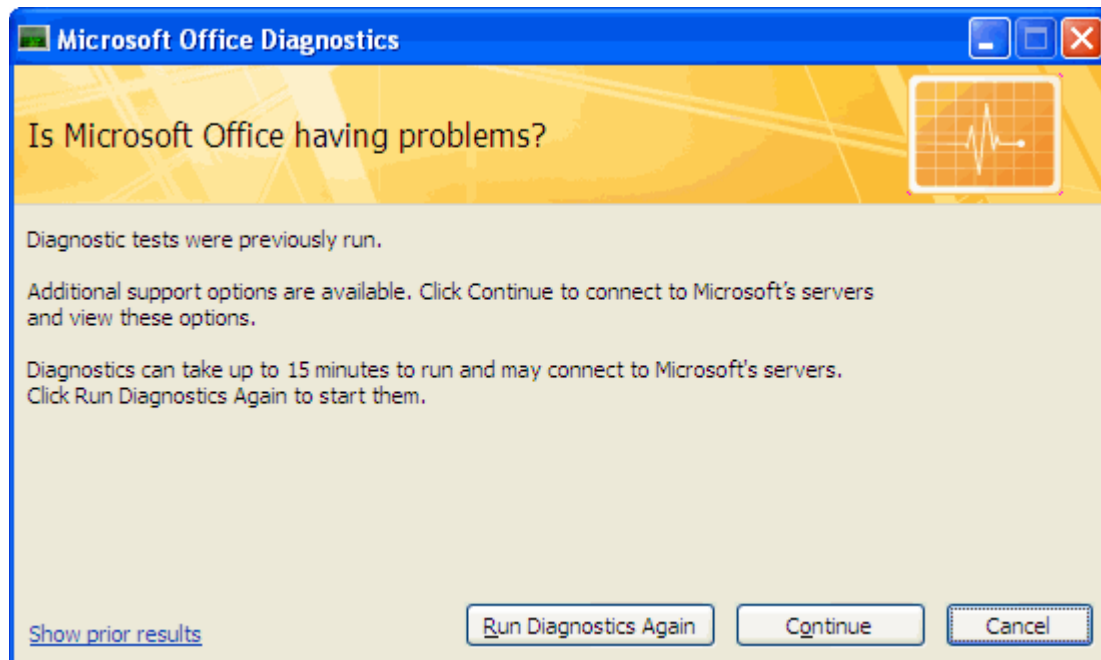 Microsoft Office Diagnostics
Is Microsoft Office having problems?
Diagnostic tests were previously run.
Additional support options are available. Click Continue to connect to Microsoft's servers
and view these options.
Diagnostics can take up to 15 minutes to run and may connect to Microsoft's servers.
Click Run Diagnostics Again to start them.
Show prior results
Run Diagnostics Again
Continue
Cancel